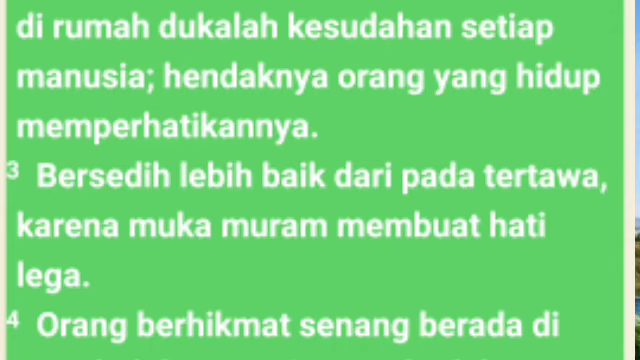 di rumah dukalah kesudahan setiap
manusia; hendaknya orang yang hidup
memperhatikannya.
3 Bersedih lebih baik dari pada tertawa,
karena muka muram membuat hati
lega.
4 Orang berhikmat senang berada di